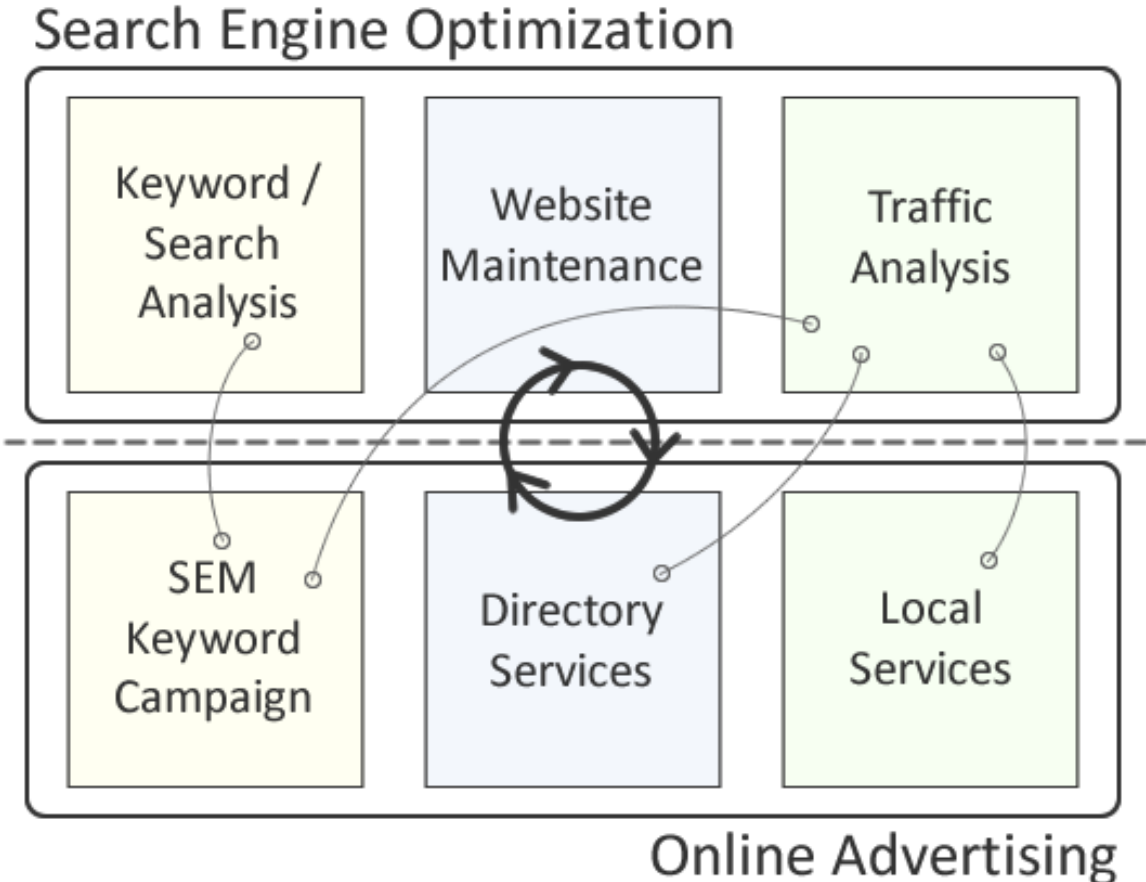 Search Engine Optimization
Keyword /
Search
Analysis
Website
Maintenance
Traffic
Analysis
SEM
Keyword
Campaign
Directory
Services
Local
Services
Online Advertising